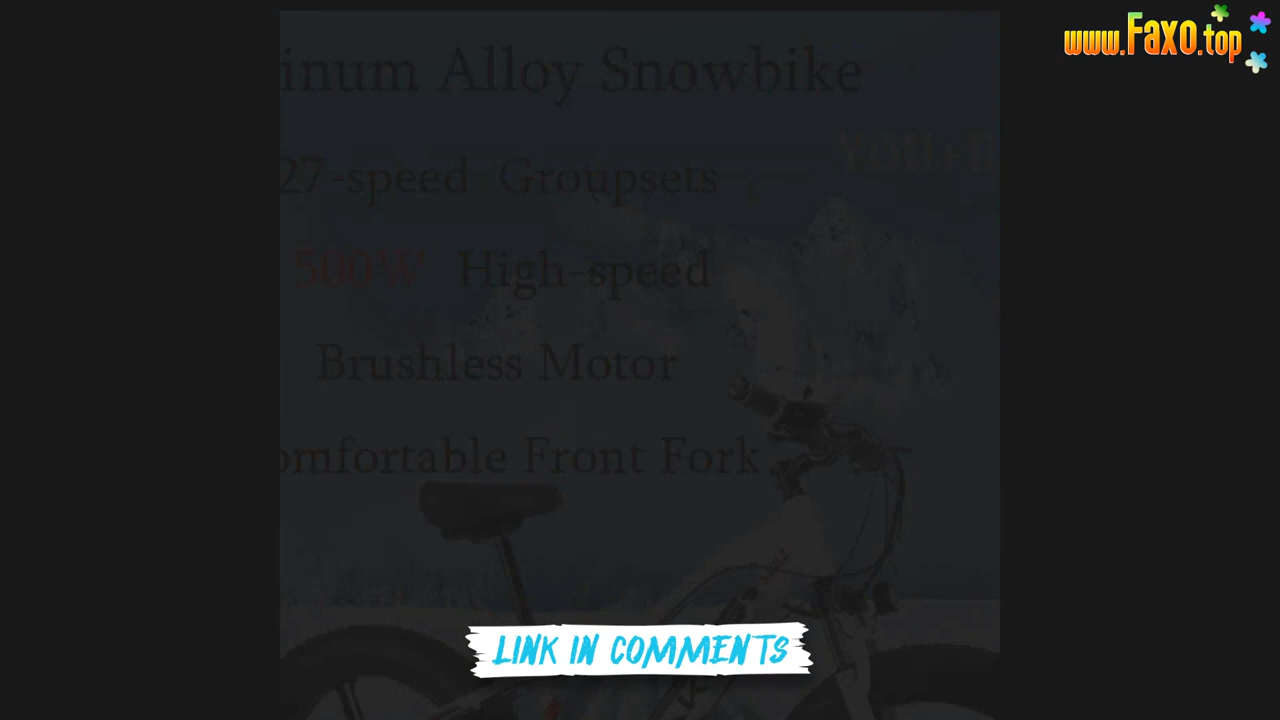 www.Faxo.top
inum Alloy Snowbike
YOU+B
27-speed Groupsets
500W High-speed
Brushless Motor
omfortable Front Fork
LINK IN COMMENTS